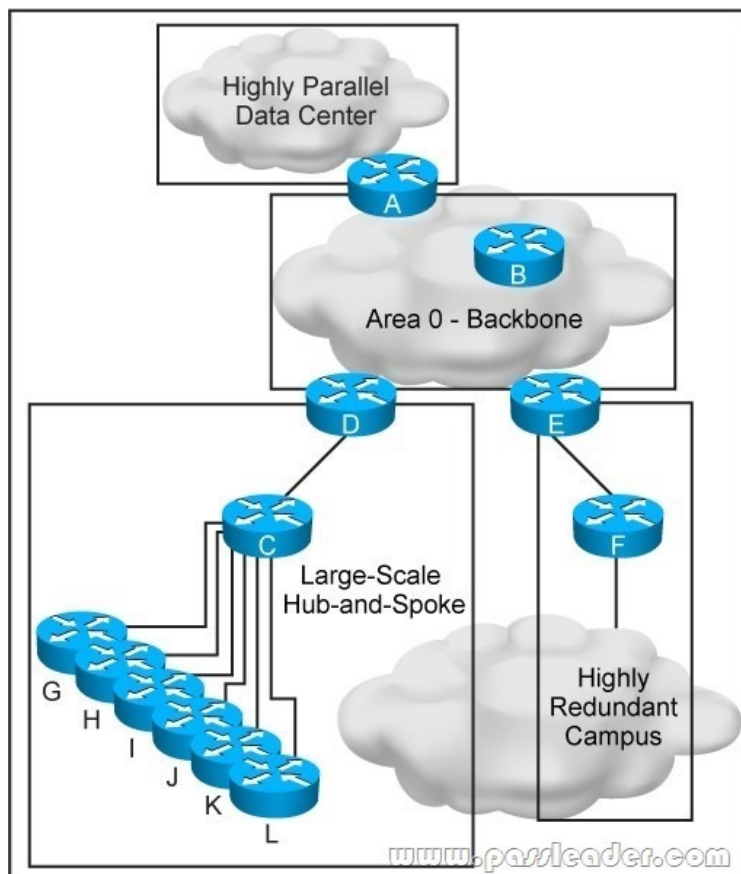 Highly Parallel
Data Center
A
B
Area 0 - Backbone
D
E
C
F
Large-Scale
Hub-and-Spoke
G
H
I
J
K
L
Highly
Redundant
Campus
www.passleader.com